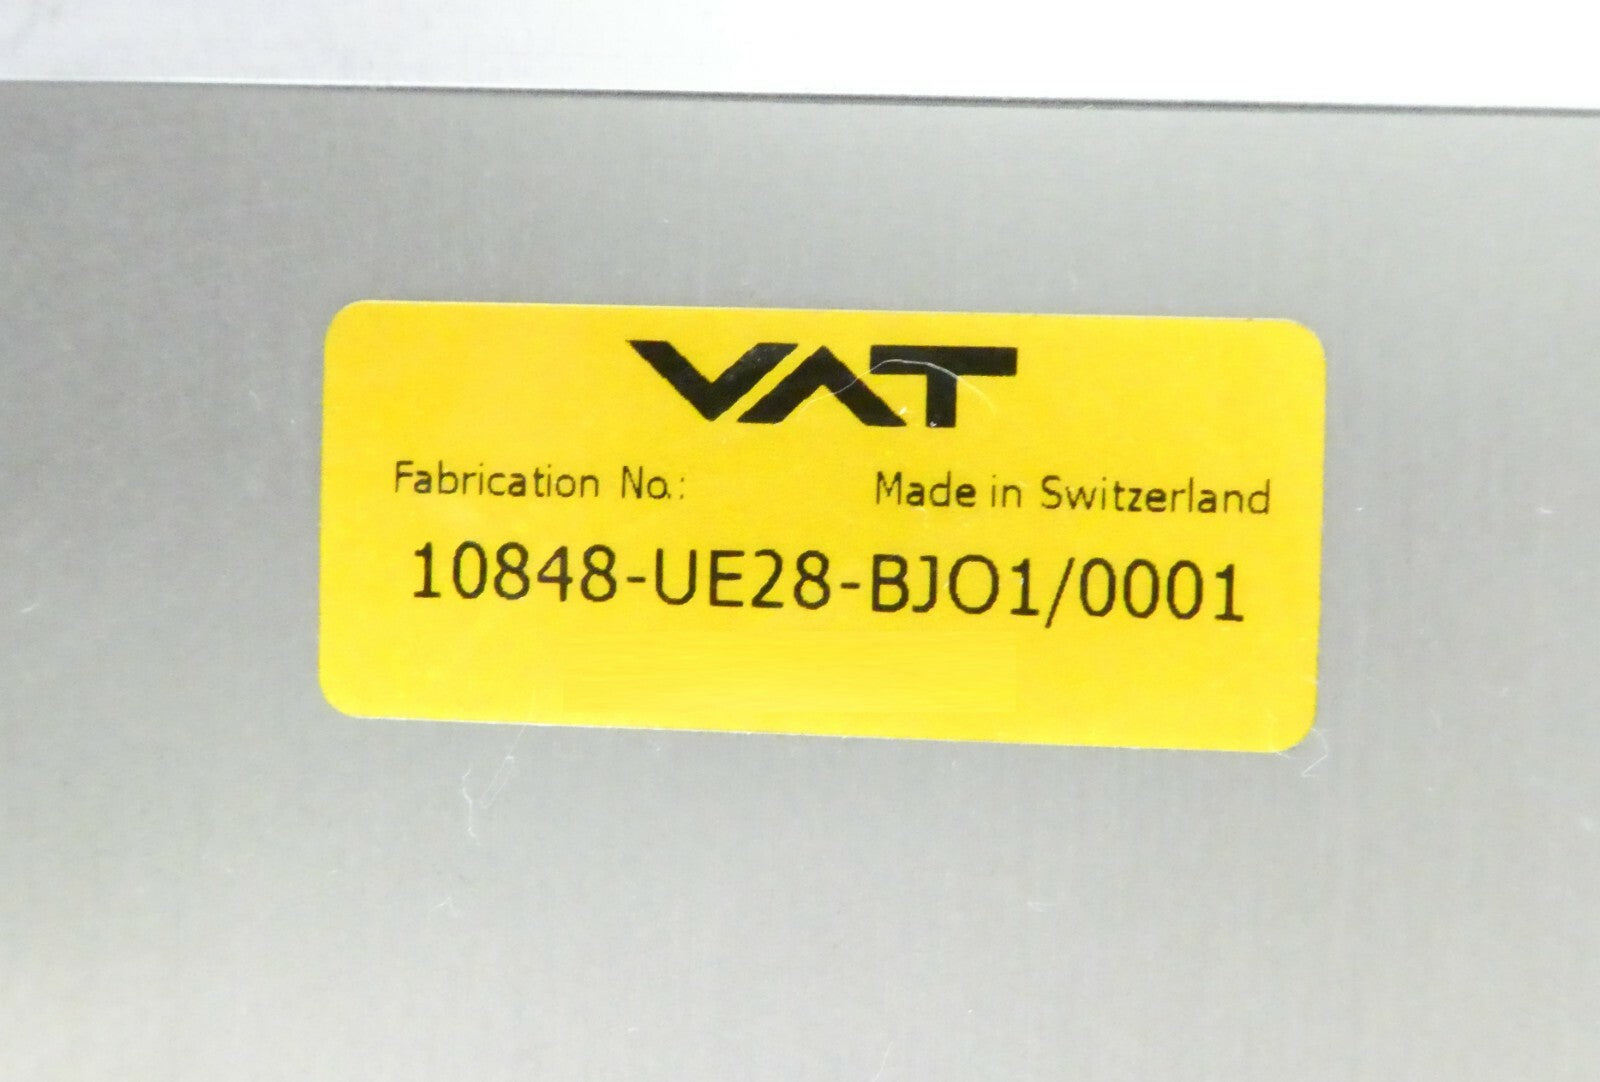 VAT
Fabrication No.: Made in Switzerland
10848-UE28-BJO1/0001